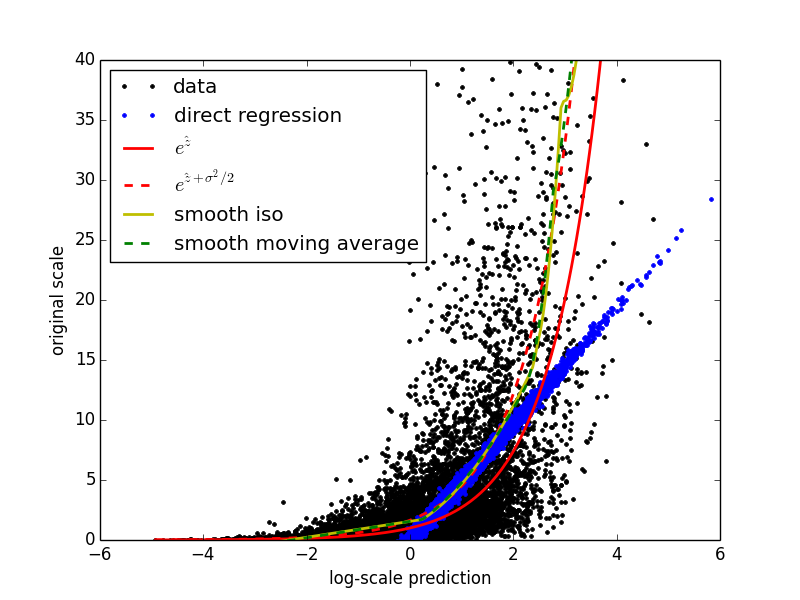 40
35
30
25
20
15
10
5
0
original scale
data
direct regression
e^ẑ
e^ẑ+σ²/2
smooth iso
smooth moving average
−6 −4 −2 0 2 4 6
log-scale prediction